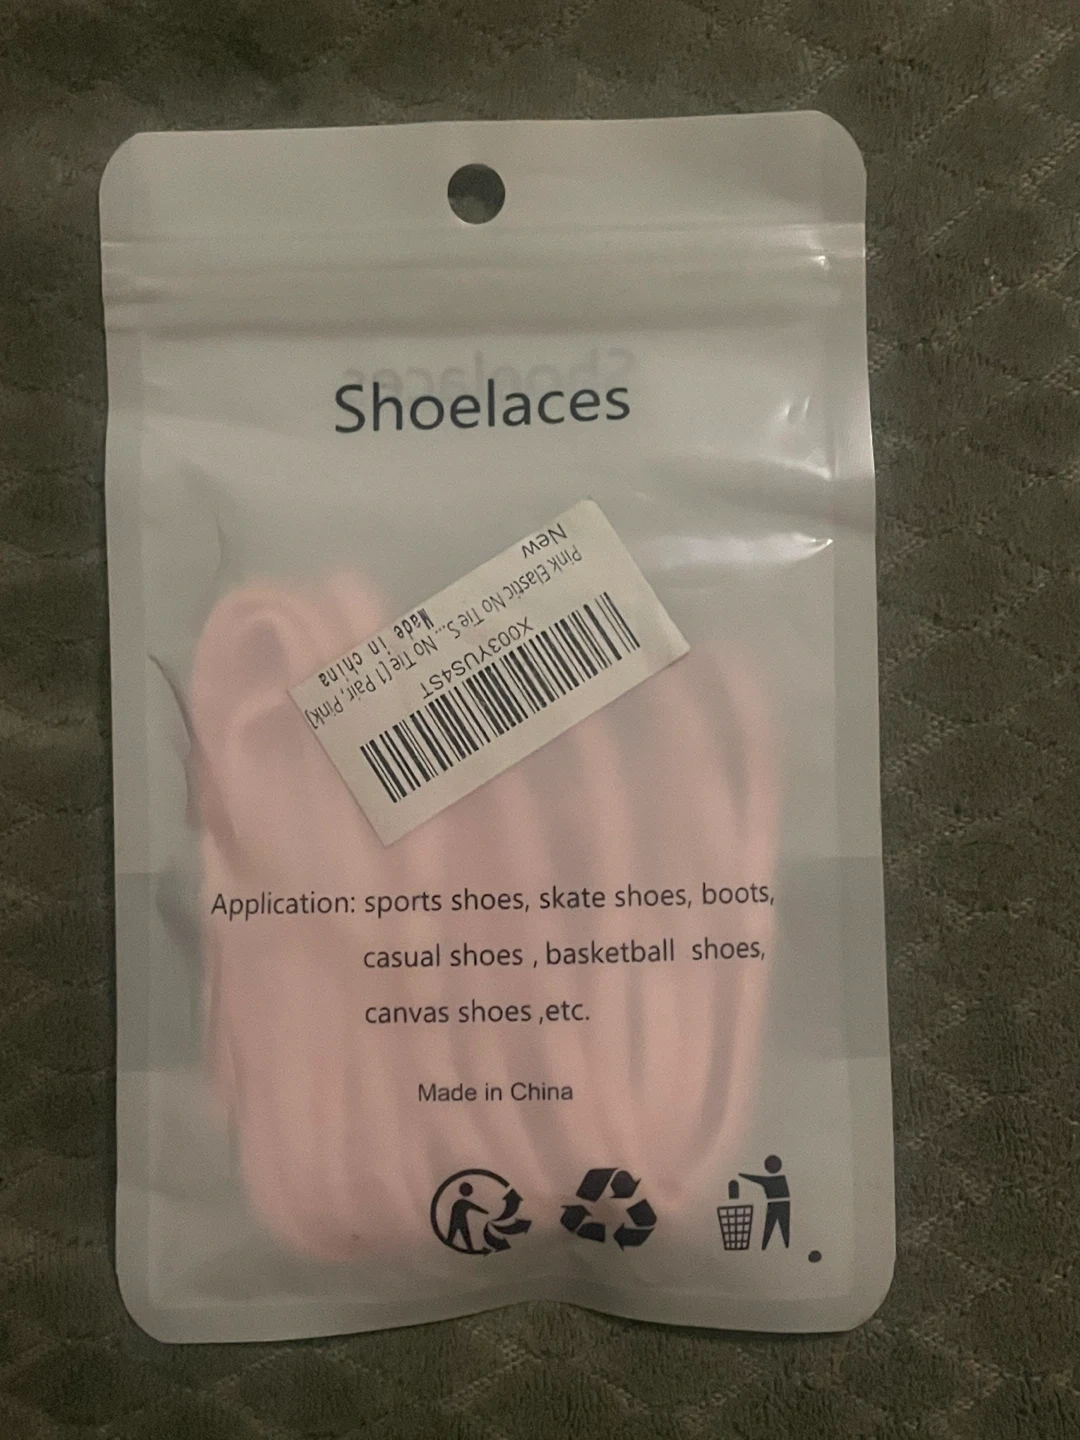 Shoelaces
X003YUS4ST
Pink Elastic No Tie S... No Tie (1 Pair, Pink)
New
Made in china
Application: sports shoes, skate shoes, boots,
casual shoes , basketball shoes,
canvas shoes ,etc.
Made in China